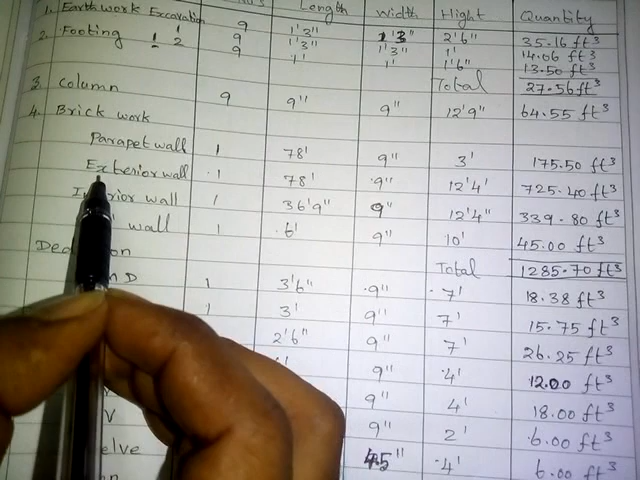 Length Width Hight Quantity
1. Earthwork Excavation 9 1'3" 1'3" 2'6" 35.16 ft³
2. Footing 1 9 1'3" 1'3" 1' 14.06 ft³
2 9 1' 1' 1'6" 13.50 ft³
Total 27.56 ft³
3. Column 9 9" 9" 12'9" 64.55 ft³
4. Brick work
Parapet wall 1 78' 9" 3' 175.50 ft³
Exterior wall 1 78' 9" 12'4' 725.40 ft³
Interior wall 1 36'9" 9" 12'4" 339.80 ft³
wall 1 6' 9" 10' 45.00 ft³
Total 1285.70 ft³
D 1 3'6" 9" 7' 18.38 ft³
1 3' 9" 7' 15.75 ft³
2'6" 9" 7' 26.25 ft³
9" 4' 12.00 ft³
9" 4' 18.00 ft³
V 9" 2' 6.00 ft³
elve 4.5" 4' 6.00 ft³